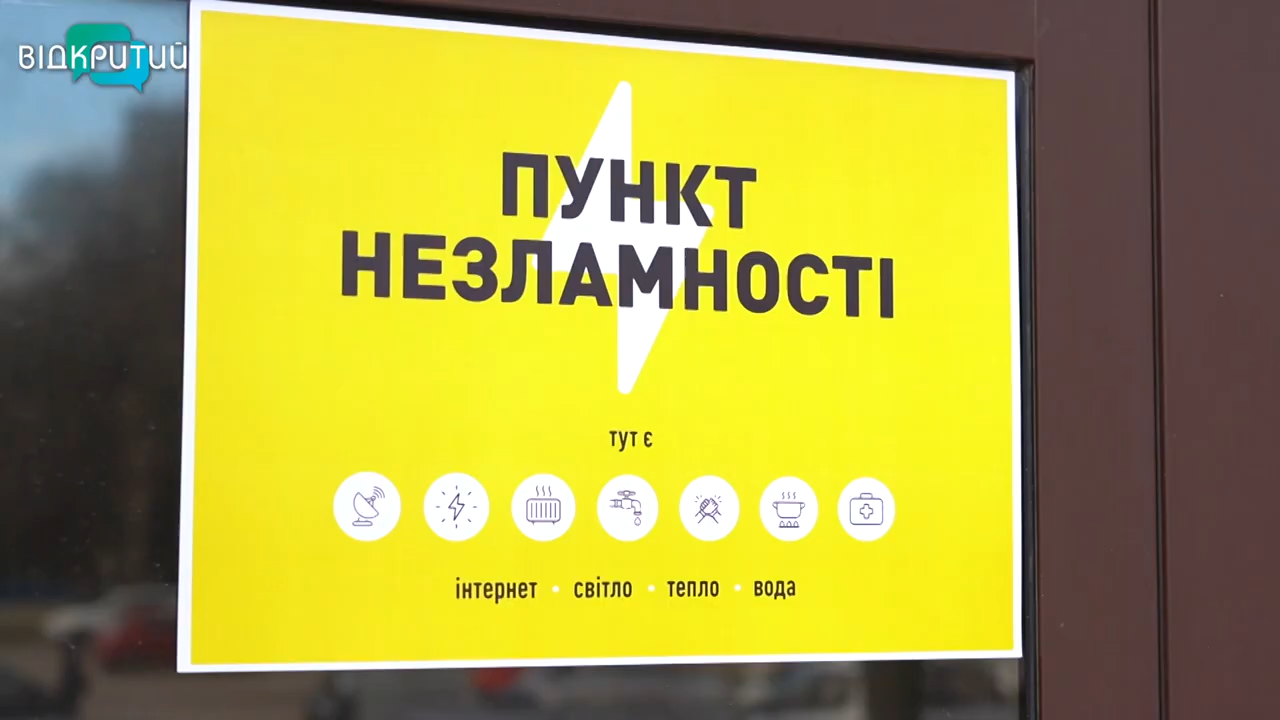 ВІДКРИТИЙ
ПУНКТ
НЕЗЛАМНОСТІ
тут є
інтернет • світло • тепло • вода